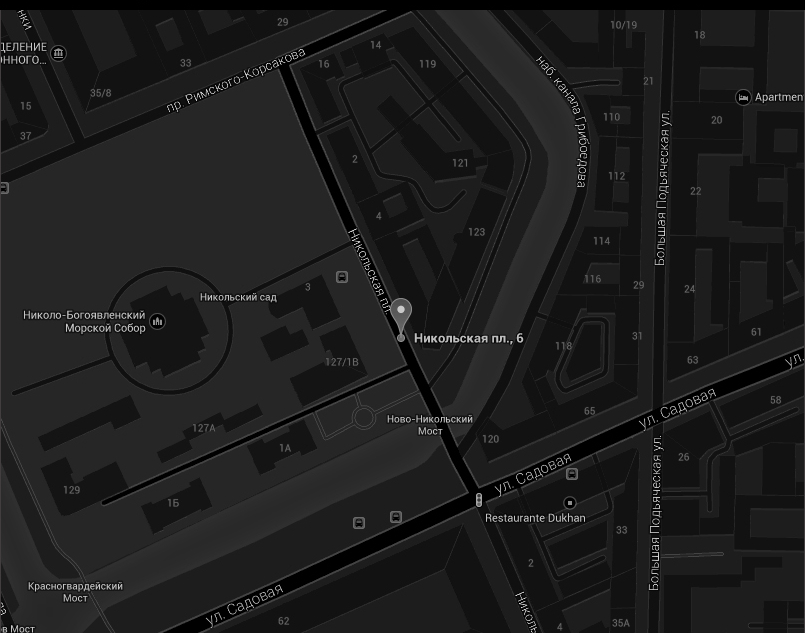 29
10/19
18
14
16
119
ДЕЛЕНИЕ
ННОГО...
33
пр. Римского-Корсакова
наб. канала Грибоедова
21
35/8
15
Apartmen
37
110
20
Большая Подьяческая ул.
2
121
112
22
4
123
114
Никольская пл.
Никольский сад
3
116
29
24
Николо-Богоявленский
Морской Собор
Никольская пл., 6
31
61
118
127/1В
63
ул.
ул. Садовая
58
65
Ново-Никольский
Мост
127А
1А
120
26
129
1Б
ул. Садовая
Большая Подьяческая ул.
Restaurante Dukhan
33
2
Красногвардейский
Мост
ул. Садовая
62
4
35А
в Мост